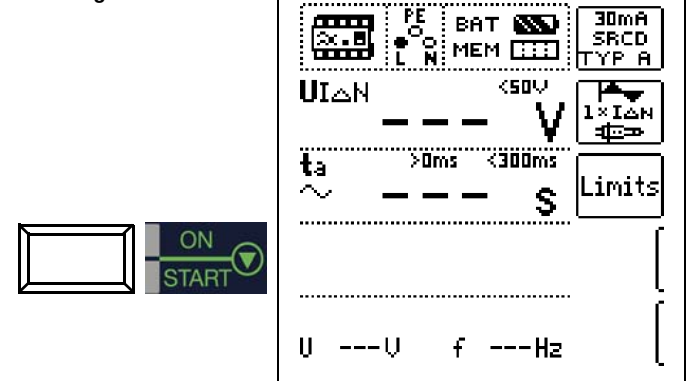 ON
START
PE
L N
BAT
MEM
30mA
SRCD
TYP A
UI△N <50V
--- V
1×I△N
ta >0ms <300ms
~ --- s
Limits
U ---V f ---Hz